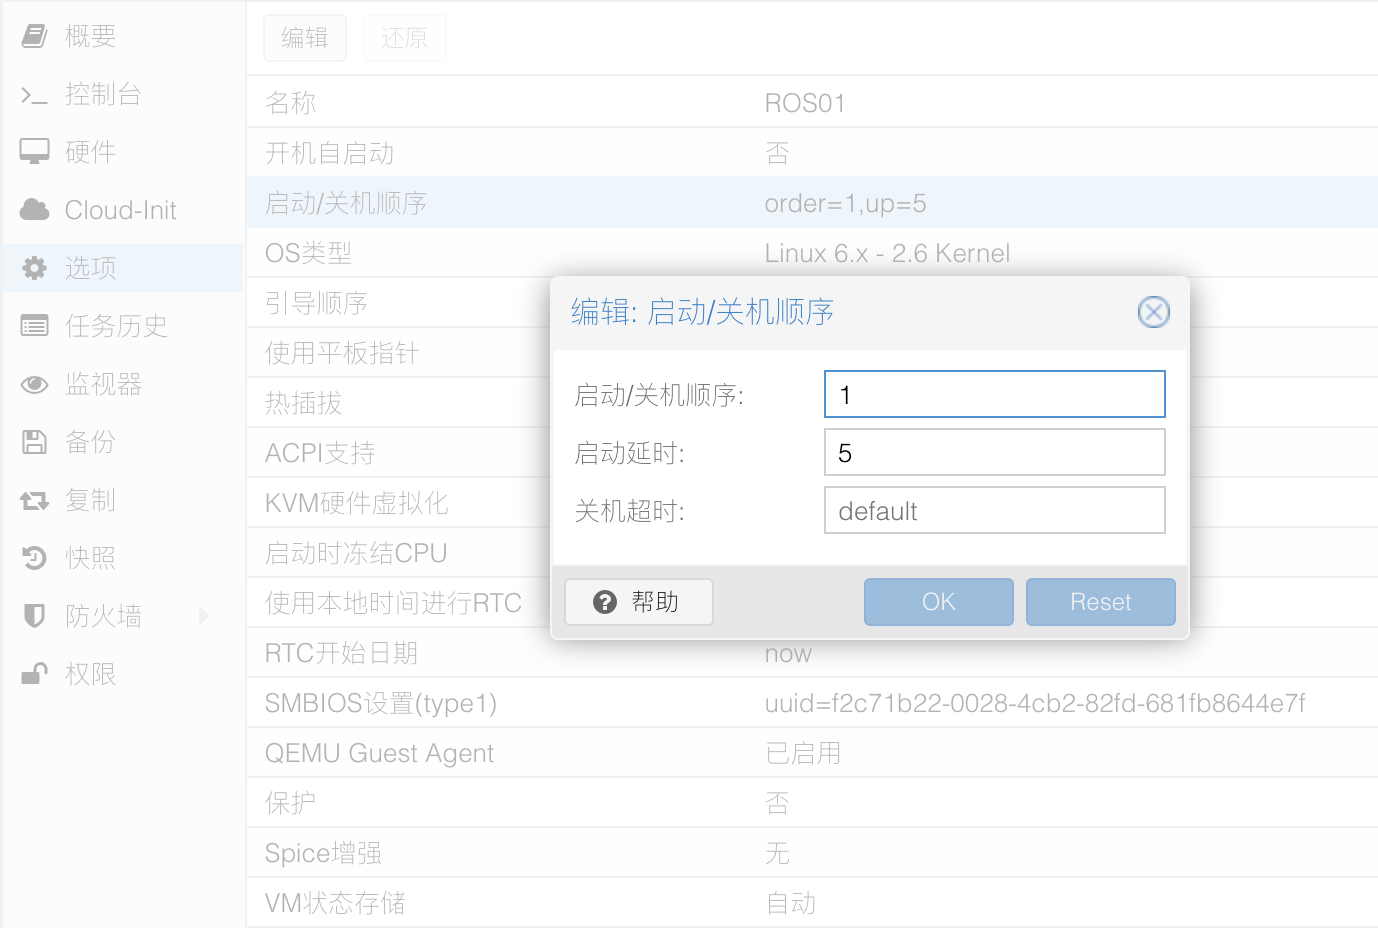 概要
控制台
硬件
Cloud-Init
选项
任务历史
监视器
备份
复制
快照
防火墙
权限
编辑 还原
名称 ROS01
开机自启动 否
启动/关机顺序 order=1,up=5
OS类型 Linux 6.x - 2.6 Kernel
引导顺序
使用平板指针
热插拔
ACPI支持
KVM硬件虚拟化
启动时冻结CPU
使用本地时间进行RTC
RTC开始日期 now
SMBIOS设置(type1) uuid=f2c71b22-0028-4cb2-82fd-681fb8644e7f
QEMU Guest Agent 已启用
保护 否
Spice增强 无
VM状态存储 自动
编辑: 启动/关机顺序
启动/关机顺序: 1
启动延时: 5
关机超时: default
帮助 OK Reset